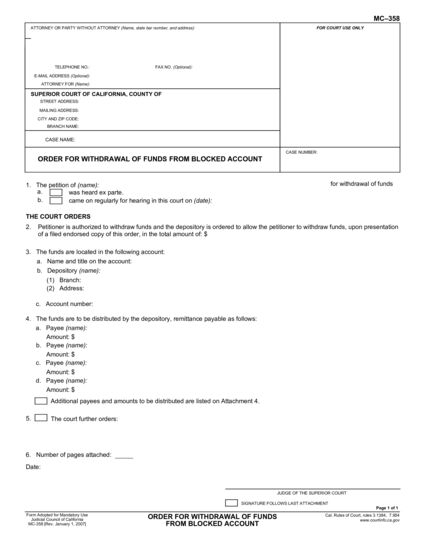 MC–358
ATTORNEY OR PARTY WITHOUT ATTORNEY (Name, state bar number, and address):
FOR COURT USE ONLY
TELEPHONE NO.: FAX NO. (Optional):
E-MAIL ADDRESS (Optional):
ATTORNEY FOR (Name):
SUPERIOR COURT OF CALIFORNIA, COUNTY OF
STREET ADDRESS:
MAILING ADDRESS:
CITY AND ZIP CODE:
BRANCH NAME:
CASE NAME:
ORDER FOR WITHDRAWAL OF FUNDS FROM BLOCKED ACCOUNT
CASE NUMBER:
1. The petition of (name): for withdrawal of funds
a. was heard ex parte.
b. came on regularly for hearing in this court on (date):
THE COURT ORDERS
2. Petitioner is authorized to withdraw funds and the depository is ordered to allow the petitioner to withdraw funds, upon presentation
of a filed endorsed copy of this order, in the total amount of: $
3. The funds are located in the following account:
a. Name and title on the account:
b. Depository (name):
(1) Branch:
(2) Address:
c. Account number:
4. The funds are to be distributed by the depository, remittance payable as follows:
a. Payee (name):
Amount: $
b. Payee (name):
Amount: $
c. Payee (name):
Amount: $
d. Payee (name):
Amount: $
Additional payees and amounts to be distributed are listed on Attachment 4.
5. The court further orders:
6. Number of pages attached: _____
Date:
JUDGE OF THE SUPERIOR COURT
SIGNATURE FOLLOWS LAST ATTACHMENT
Page 1 of 1
Form Adopted for Mandatory Use
Judicial Council of California
MC-358 [Rev. January 1, 2007]
ORDER FOR WITHDRAWAL OF FUNDS
FROM BLOCKED ACCOUNT
Cal. Rules of Court, rules 3.1384, 7.954
www.courtinfo.ca.gov